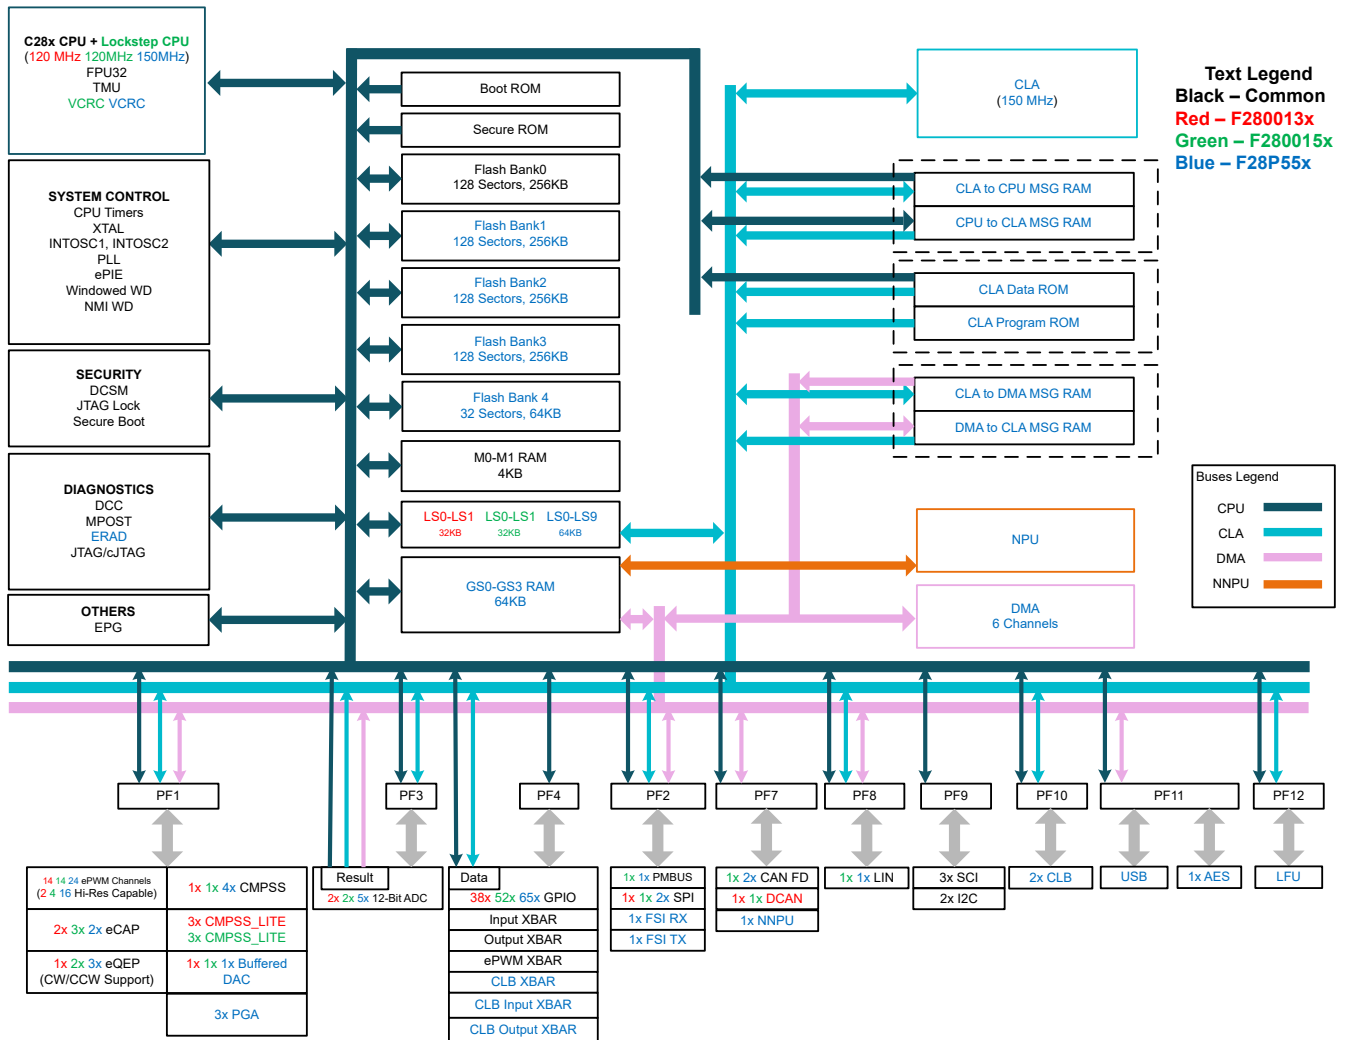 C28x CPU + Lockstep CPU
(120 MHz 120MHz 150MHz)
FPU32
TMU
VCRC VCRC
SYSTEM CONTROL
CPU Timers
XTAL
INTOSC1, INTOSC2
PLL
ePIE
Windowed WD
NMI WD
SECURITY
DCSM
JTAG Lock
Secure Boot
DIAGNOSTICS
DCC
MPOST
ERAD
JTAG/cJTAG
OTHERS
EPG
Boot ROM
Secure ROM
Flash Bank0
128 Sectors, 256KB
Flash Bank1
128 Sectors, 256KB
Flash Bank2
128 Sectors, 256KB
Flash Bank3
128 Sectors, 256KB
Flash Bank 4
32 Sectors, 64KB
M0-M1 RAM
4KB
LS0-LS1 LS0-LS1 LS0-LS9
32KB 32KB 64KB
GS0-GS3 RAM
64KB
CLA
(150 MHz)
CLA to CPU MSG RAM
CPU to CLA MSG RAM
CLA Data ROM
CLA Program ROM
CLA to DMA MSG RAM
DMA to CLA MSG RAM
NPU
DMA
6 Channels
Text Legend
Black – Common
Red – F280013x
Green – F280015x
Blue – F28P55x
Buses Legend
CPU
CLA
DMA
NNPU
PF1
PF3
PF4
PF2
PF7
PF8
PF9
PF10
PF11
PF12
14 14 24 ePWM Channels
(2 4 16 Hi-Res Capable)
2x 3x 2x eCAP
1x 2x 3x eQEP
(CW/CCW Support)
1x 1x 4x CMPSS
3x CMPSS_LITE
3x CMPSS_LITE
1x 1x 1x Buffered
DAC
3x PGA
Result
2x 2x 5x 12-Bit ADC
Data
38x 52x 65x GPIO
Input XBAR
Output XBAR
ePWM XBAR
CLB XBAR
CLB Input XBAR
CLB Output XBAR
1x 1x PMBUS
1x 1x 2x SPI
1x FSI RX
1x FSI TX
1x 2x CAN FD
1x 1x DCAN
1x NNPU
1x 1x LIN
3x SCI
2x I2C
2x CLB
USB
1x AES
LFU